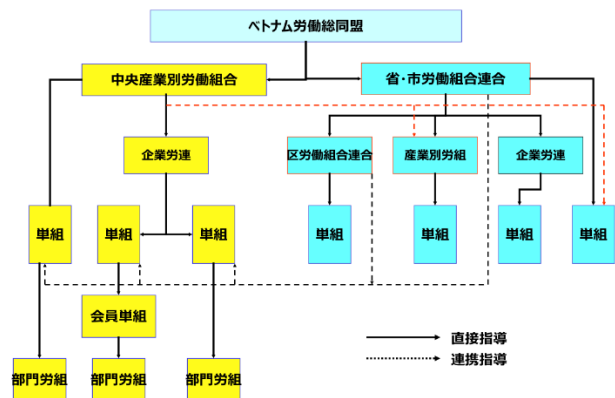 ベトナム労働総同盟
中央産業別労働組合
省・市労働組合連合
企業労連
区労働組合連合
産業別労組
企業労連
単組
単組
単組
単組
単組
単組
単組
会員単組
直接指導
連携指導
部門労組
部門労組
部門労組